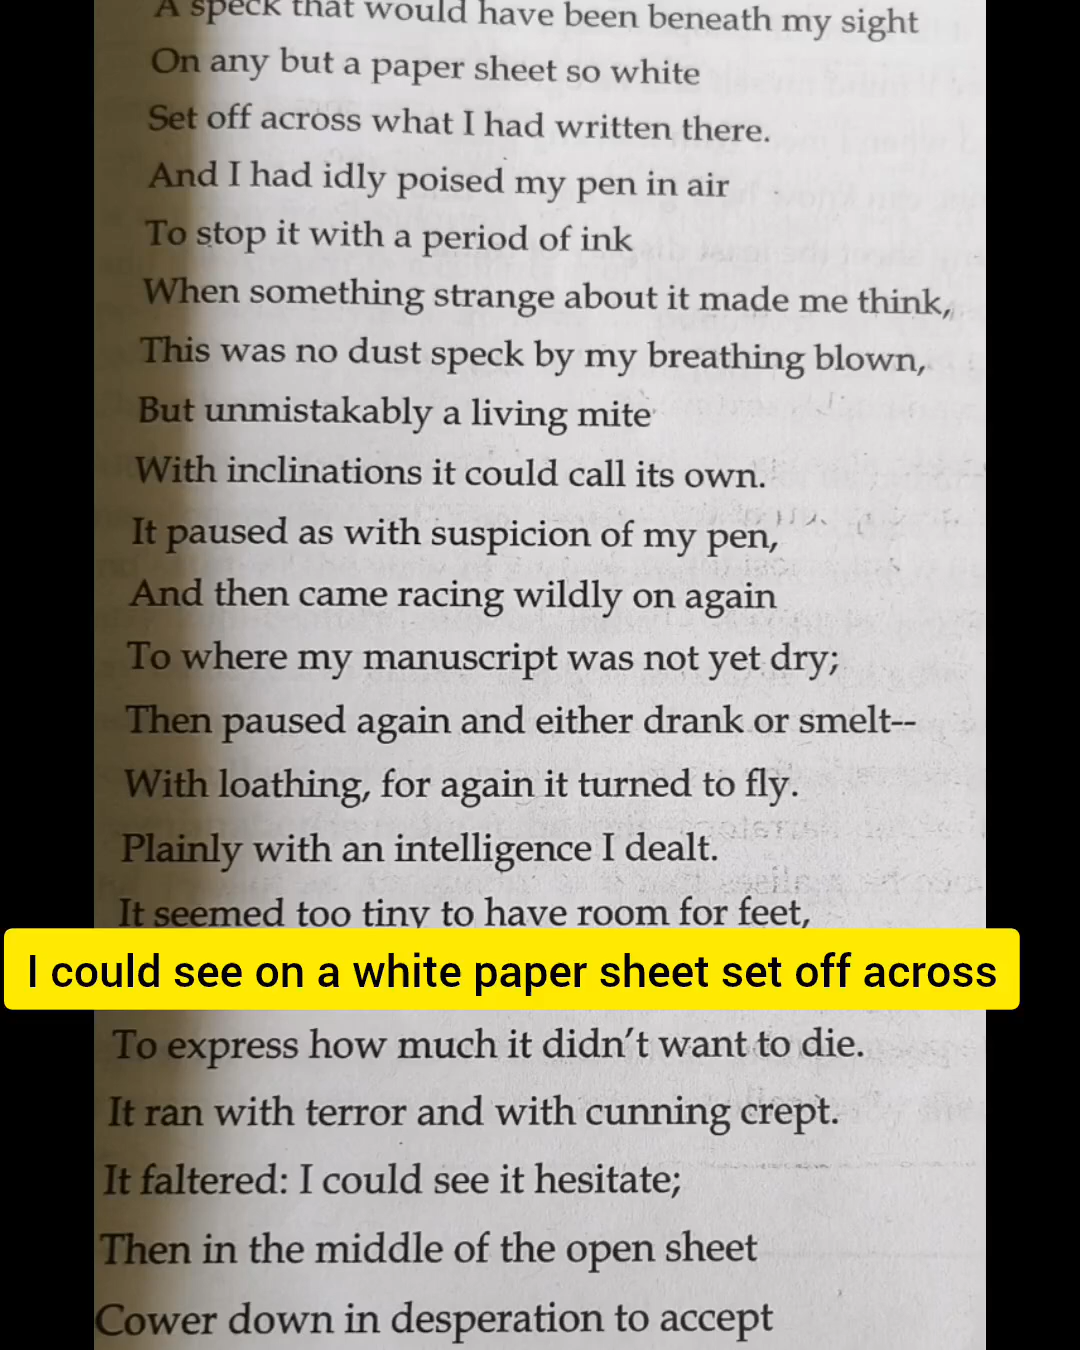 A speck that would have been beneath my sight
On any but a paper sheet so white
Set off across what I had written there.
And I had idly poised my pen in air
To stop it with a period of ink
When something strange about it made me think,
This was no dust speck by my breathing blown,
But unmistakably a living mite
With inclinations it could call its own.
It paused as with suspicion of my pen,
And then came racing wildly on again
To where my manuscript was not yet dry;
Then paused again and either drank or smelt--
With loathing, for again it turned to fly.
Plainly with an intelligence I dealt.
It seemed too tiny to have room for feet,
I could see on a white paper sheet set off across
To express how much it didn't want to die.
It ran with terror and with cunning crept.
It faltered: I could see it hesitate;
Then in the middle of the open sheet
Cower down in desperation to accept